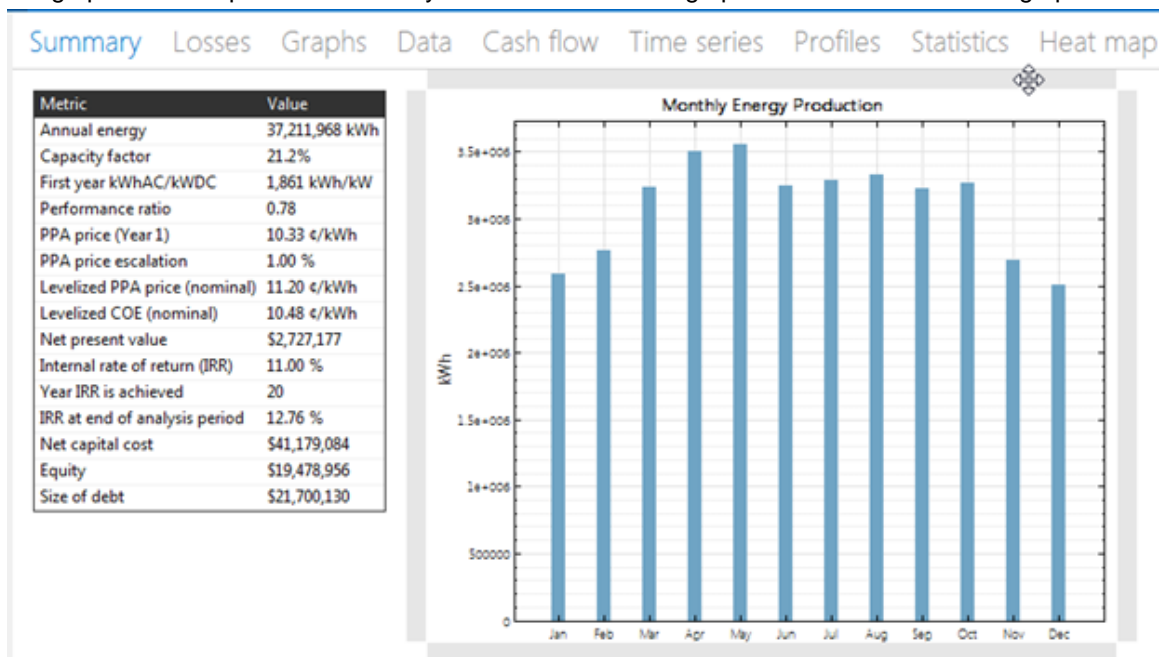 Summary Losses Graphs Data Cash flow Time series Profiles Statistics Heat map
Metric Value
Annual energy 37,211,968 kWh
Capacity factor 21.2%
First year kWhAC/kWDC 1,861 kWh/kW
Performance ratio 0.78
PPA price (Year 1) 10.33 ¢/kWh
PPA price escalation 1.00 %
Levelized PPA price (nominal) 11.20 ¢/kWh
Levelized COE (nominal) 10.48 ¢/kWh
Net present value $2,727,177
Internal rate of return (IRR) 11.00 %
Year IRR is achieved 20
IRR at end of analysis period 12.76 %
Net capital cost $41,179,084
Equity $19,478,956
Size of debt $21,700,130
Monthly Energy Production
3.5e+006
3e+006
2.5e+006
2e+006
1.5e+006
1e+006
500000
0
kWh
Jan Feb Mar Apr May Jun Jul Aug Sep Oct Nov Dec